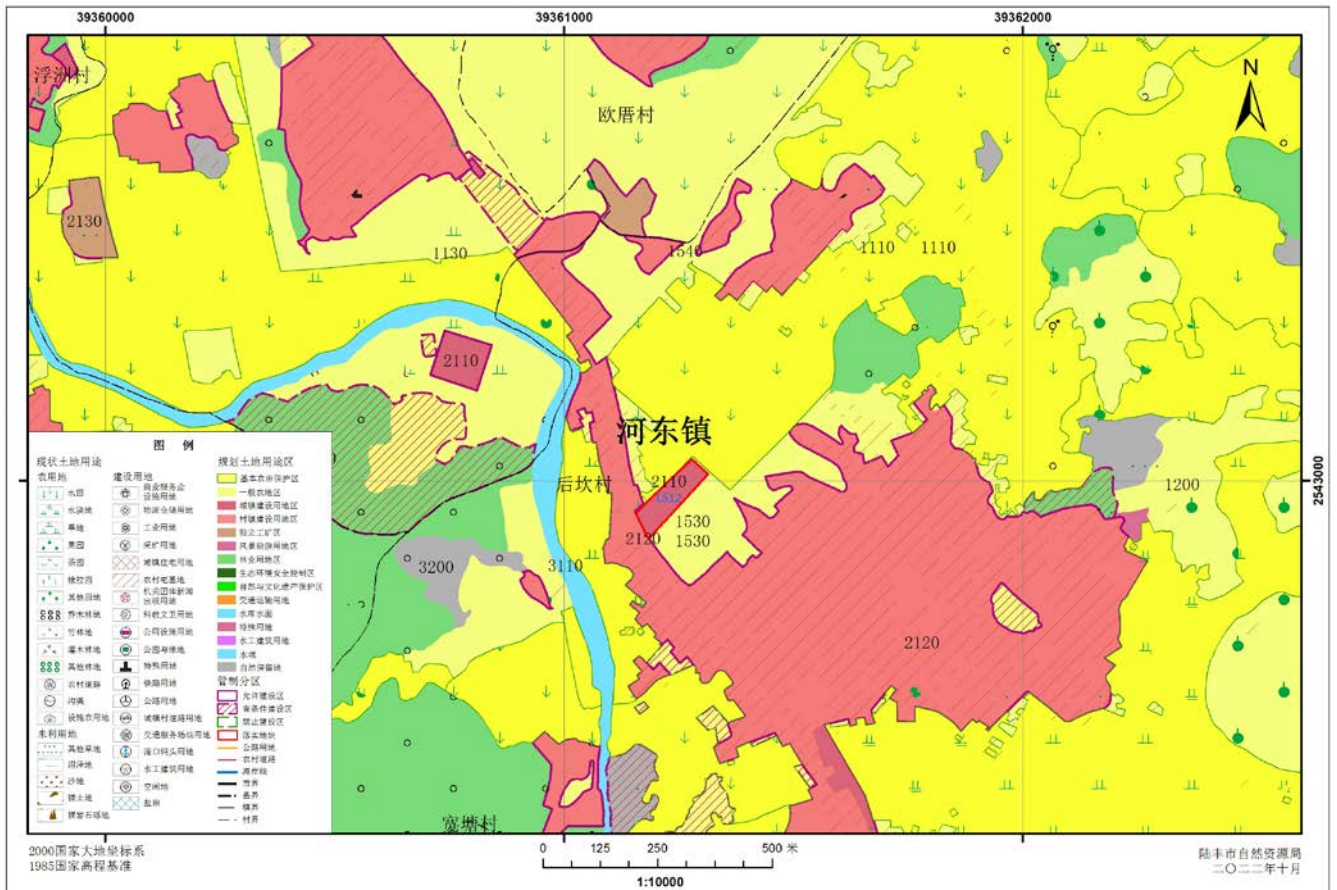 39360000
39361000
39362000
浮洲村
欧厝村
N
2130
1130
1540
1110
1110
2110
河东镇
后坎村
2110
LS12
1530
1530
2120
1200
2543000
3200
3110
2120
宽塘村
图 例
现状土地用途
农用地
水田
水浇地
旱地
果园
茶园
橡胶园
其他园地
乔木林地
竹林地
灌木林地
其他林地
农村道路
沟渠
设施农用地
未利用地
其他草地
沼泽地
沙地
裸土地
裸岩石砾地
建设用地
商业服务业
设施用地
物流仓储用地
工业用地
采矿用地
城镇住宅用地
农村宅基地
机关团体新闻
出版用地
科教文卫用地
公用设施用地
公园与绿地
特殊用地
铁路用地
公路用地
城镇村道路用地
交通服务场站用地
港口码头用地
水工建筑用地
空闲地
盐田
规划土地用途区
基本农田保护区
一般农地区
城镇建设用地区
村镇建设用地区
独立工矿区
风景旅游用地区
林业用地区
生态环境安全控制区
自然与文化遗产保护区
交通运输用地
水库水面
特殊用地
水工建筑用地
水域
自然保留地
管制分区
允许建设区
有条件建设区
禁止建设区
落实地块
公路用地
农村道路
海岸线
市界
县界
镇界
村界
2000国家大地坐标系
1985国家高程基准
0 125 250 500 米
1:10000
陆丰市自然资源局
二〇二二年十月